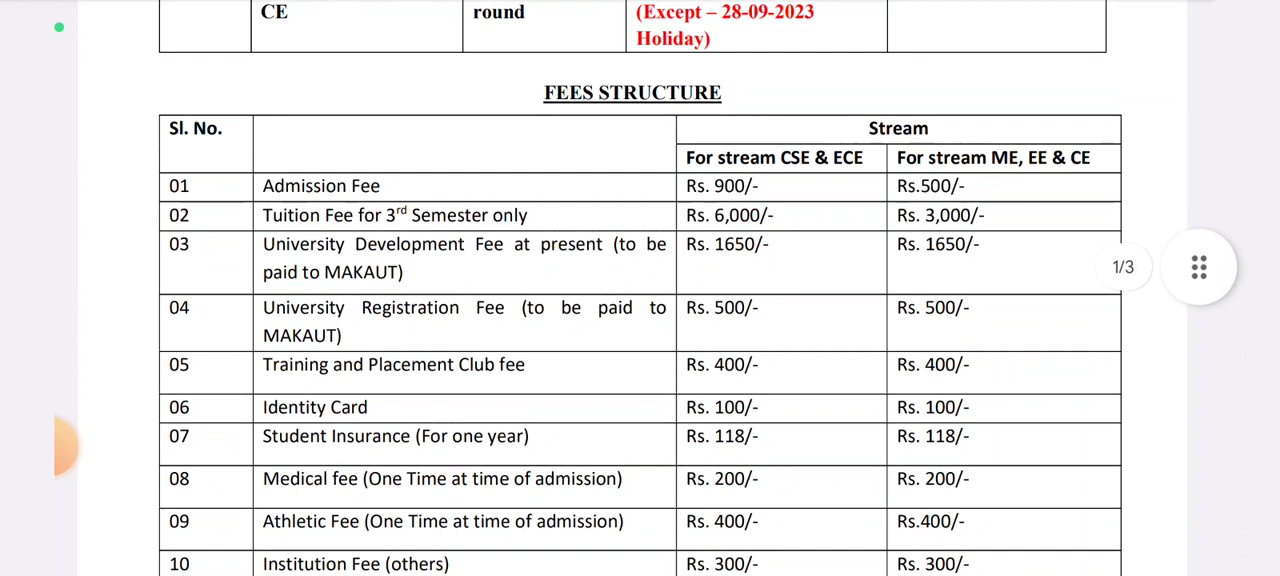 CE round (Except – 28-09-2023
Holiday)
FEES STRUCTURE
Sl. No. Stream
For stream CSE & ECE For stream ME, EE & CE
01 Admission Fee Rs. 900/- Rs.500/-
02 Tuition Fee for 3rd Semester only Rs. 6,000/- Rs. 3,000/-
03 University Development Fee at present (to be Rs. 1650/- Rs. 1650/-
paid to MAKAUT)
1/3
04 University Registration Fee (to be paid to Rs. 500/- Rs. 500/-
MAKAUT)
05 Training and Placement Club fee Rs. 400/- Rs. 400/-
06 Identity Card Rs. 100/- Rs. 100/-
07 Student Insurance (For one year) Rs. 118/- Rs. 118/-
08 Medical fee (One Time at time of admission) Rs. 200/- Rs. 200/-
09 Athletic Fee (One Time at time of admission) Rs. 400/- Rs.400/-
10 Institution Fee (others) Rs. 300/- Rs. 300/-